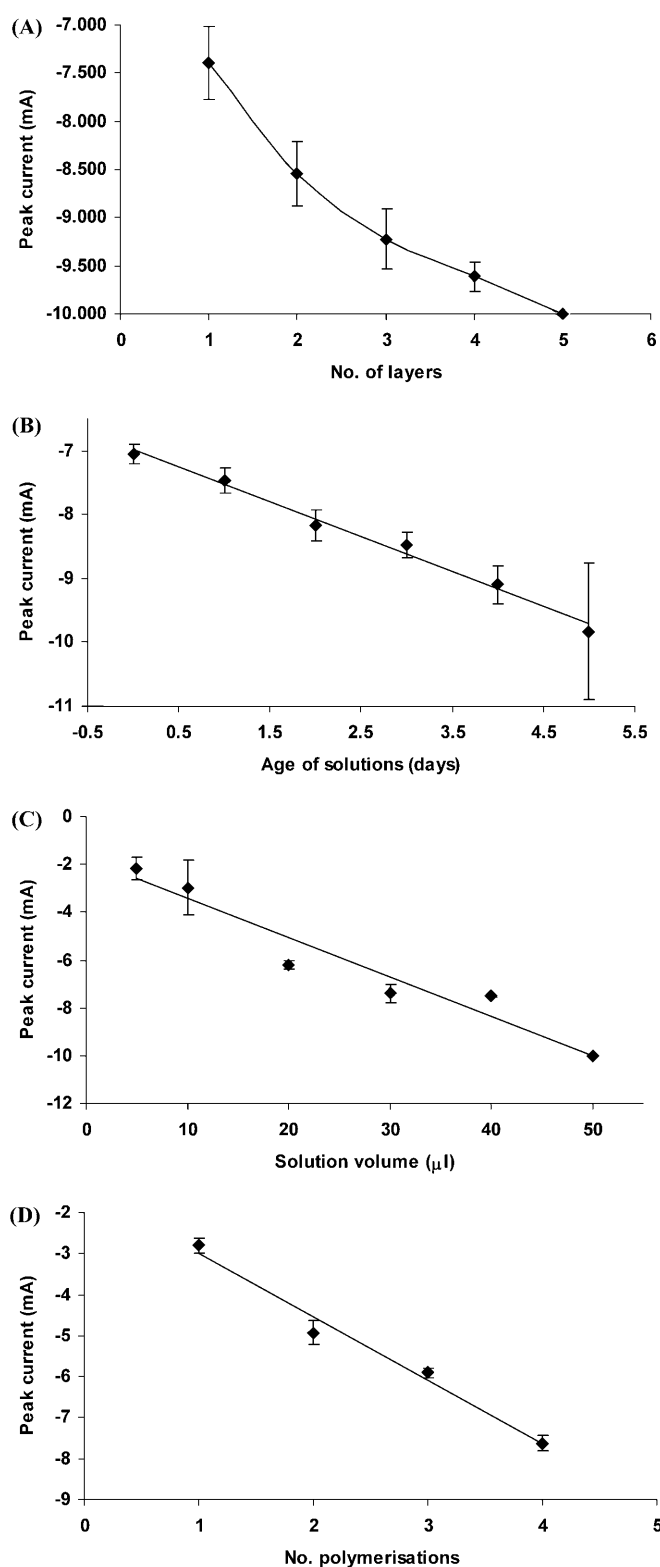 (A)
Peak current (mA)
-7.000
-7.500
-8.000
-8.500
-9.000
-9.500
-10.000
0 1 2 3 4 5 6
No. of layers
(B)
Peak current (mA)
-7
-8
-9
-10
-11
-0.5 0.5 1.5 2.5 3.5 4.5 5.5
Age of solutions (days)
(C)
Peak current (mA)
0
-2
-4
-6
-8
-10
-12
0 10 20 30 40 50
Solution volume (μl)
(D)
Peak current (mA)
-2
-3
-4
-5
-6
-7
-8
-9
0 1 2 3 4 5
No. polymerisations